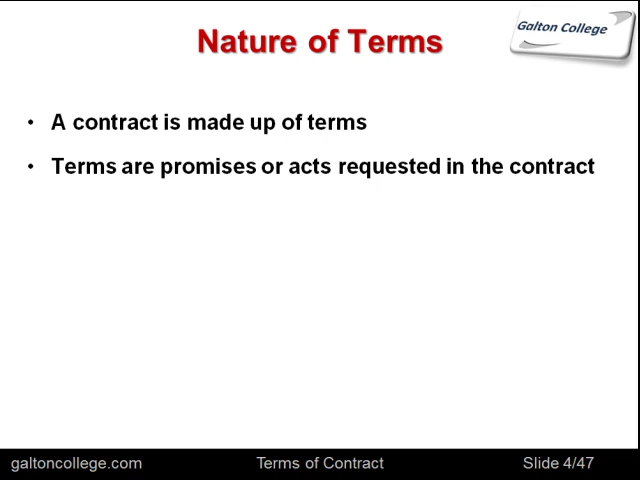 Nature of Terms
Galton College
• A contract is made up of terms
• Terms are promises or acts requested in the contract
galtoncollege.com Terms of Contract Slide 4/47